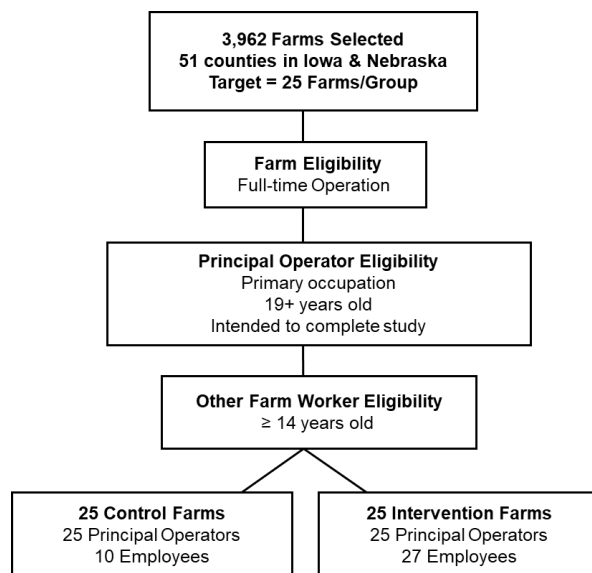 3,962 Farms Selected
51 counties in Iowa & Nebraska
Target = 25 Farms/Group
Farm Eligibility
Full-time Operation
Principal Operator Eligibility
Primary occupation
19+ years old
Intended to complete study
Other Farm Worker Eligibility
≥ 14 years old
25 Control Farms
25 Principal Operators
10 Employees
25 Intervention Farms
25 Principal Operators
27 Employees